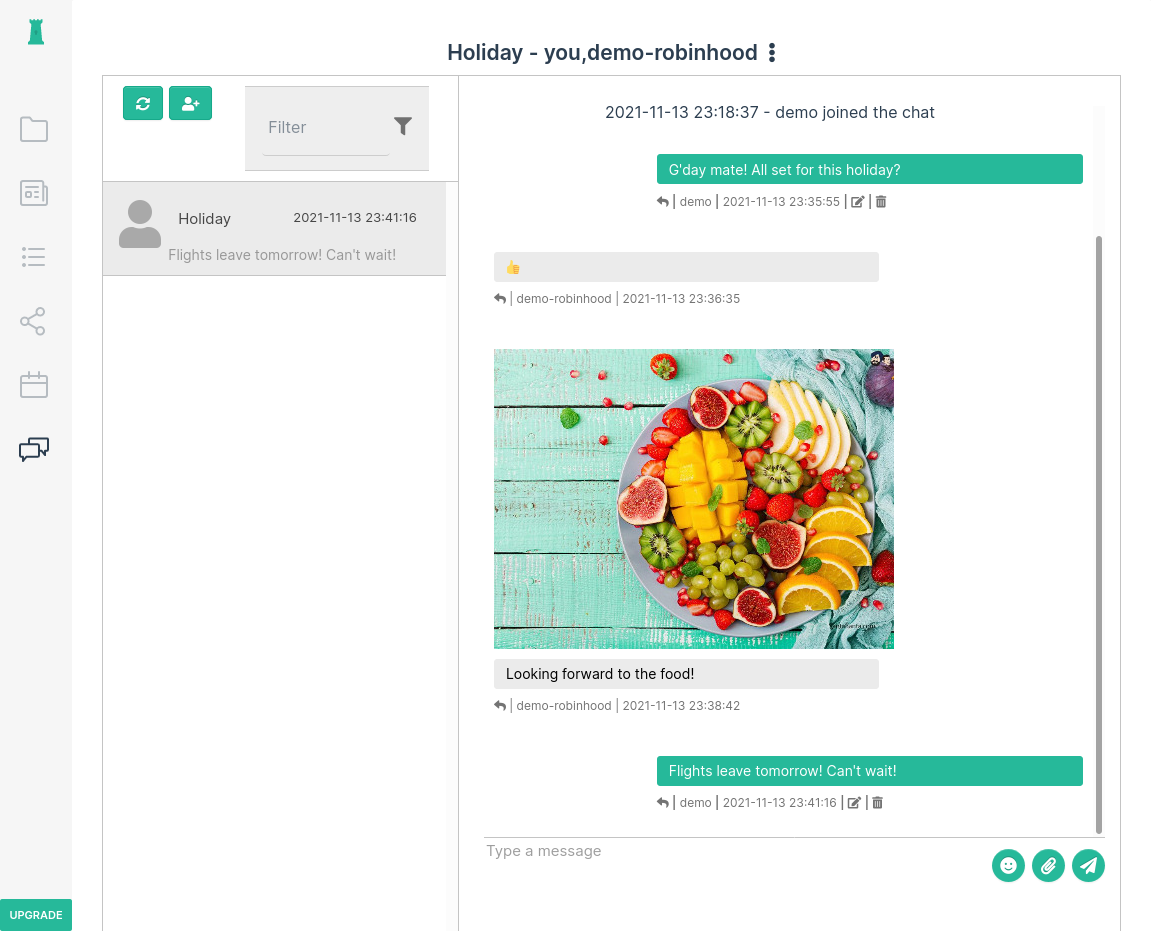 Holiday - you,demo-robinhood
Filter
Holiday
2021-11-13 23:41:16
Flights leave tomorrow! Can't wait!
2021-11-13 23:18:37 - demo joined the chat
G'day mate! All set for this holiday?
| demo | 2021-11-13 23:35:55 | |
👍
| demo-robinhood | 2021-11-13 23:36:35
Looking forward to the food!
| demo-robinhood | 2021-11-13 23:38:42
Flights leave tomorrow! Can't wait!
| demo | 2021-11-13 23:41:16 | |
Type a message
UPGRADE